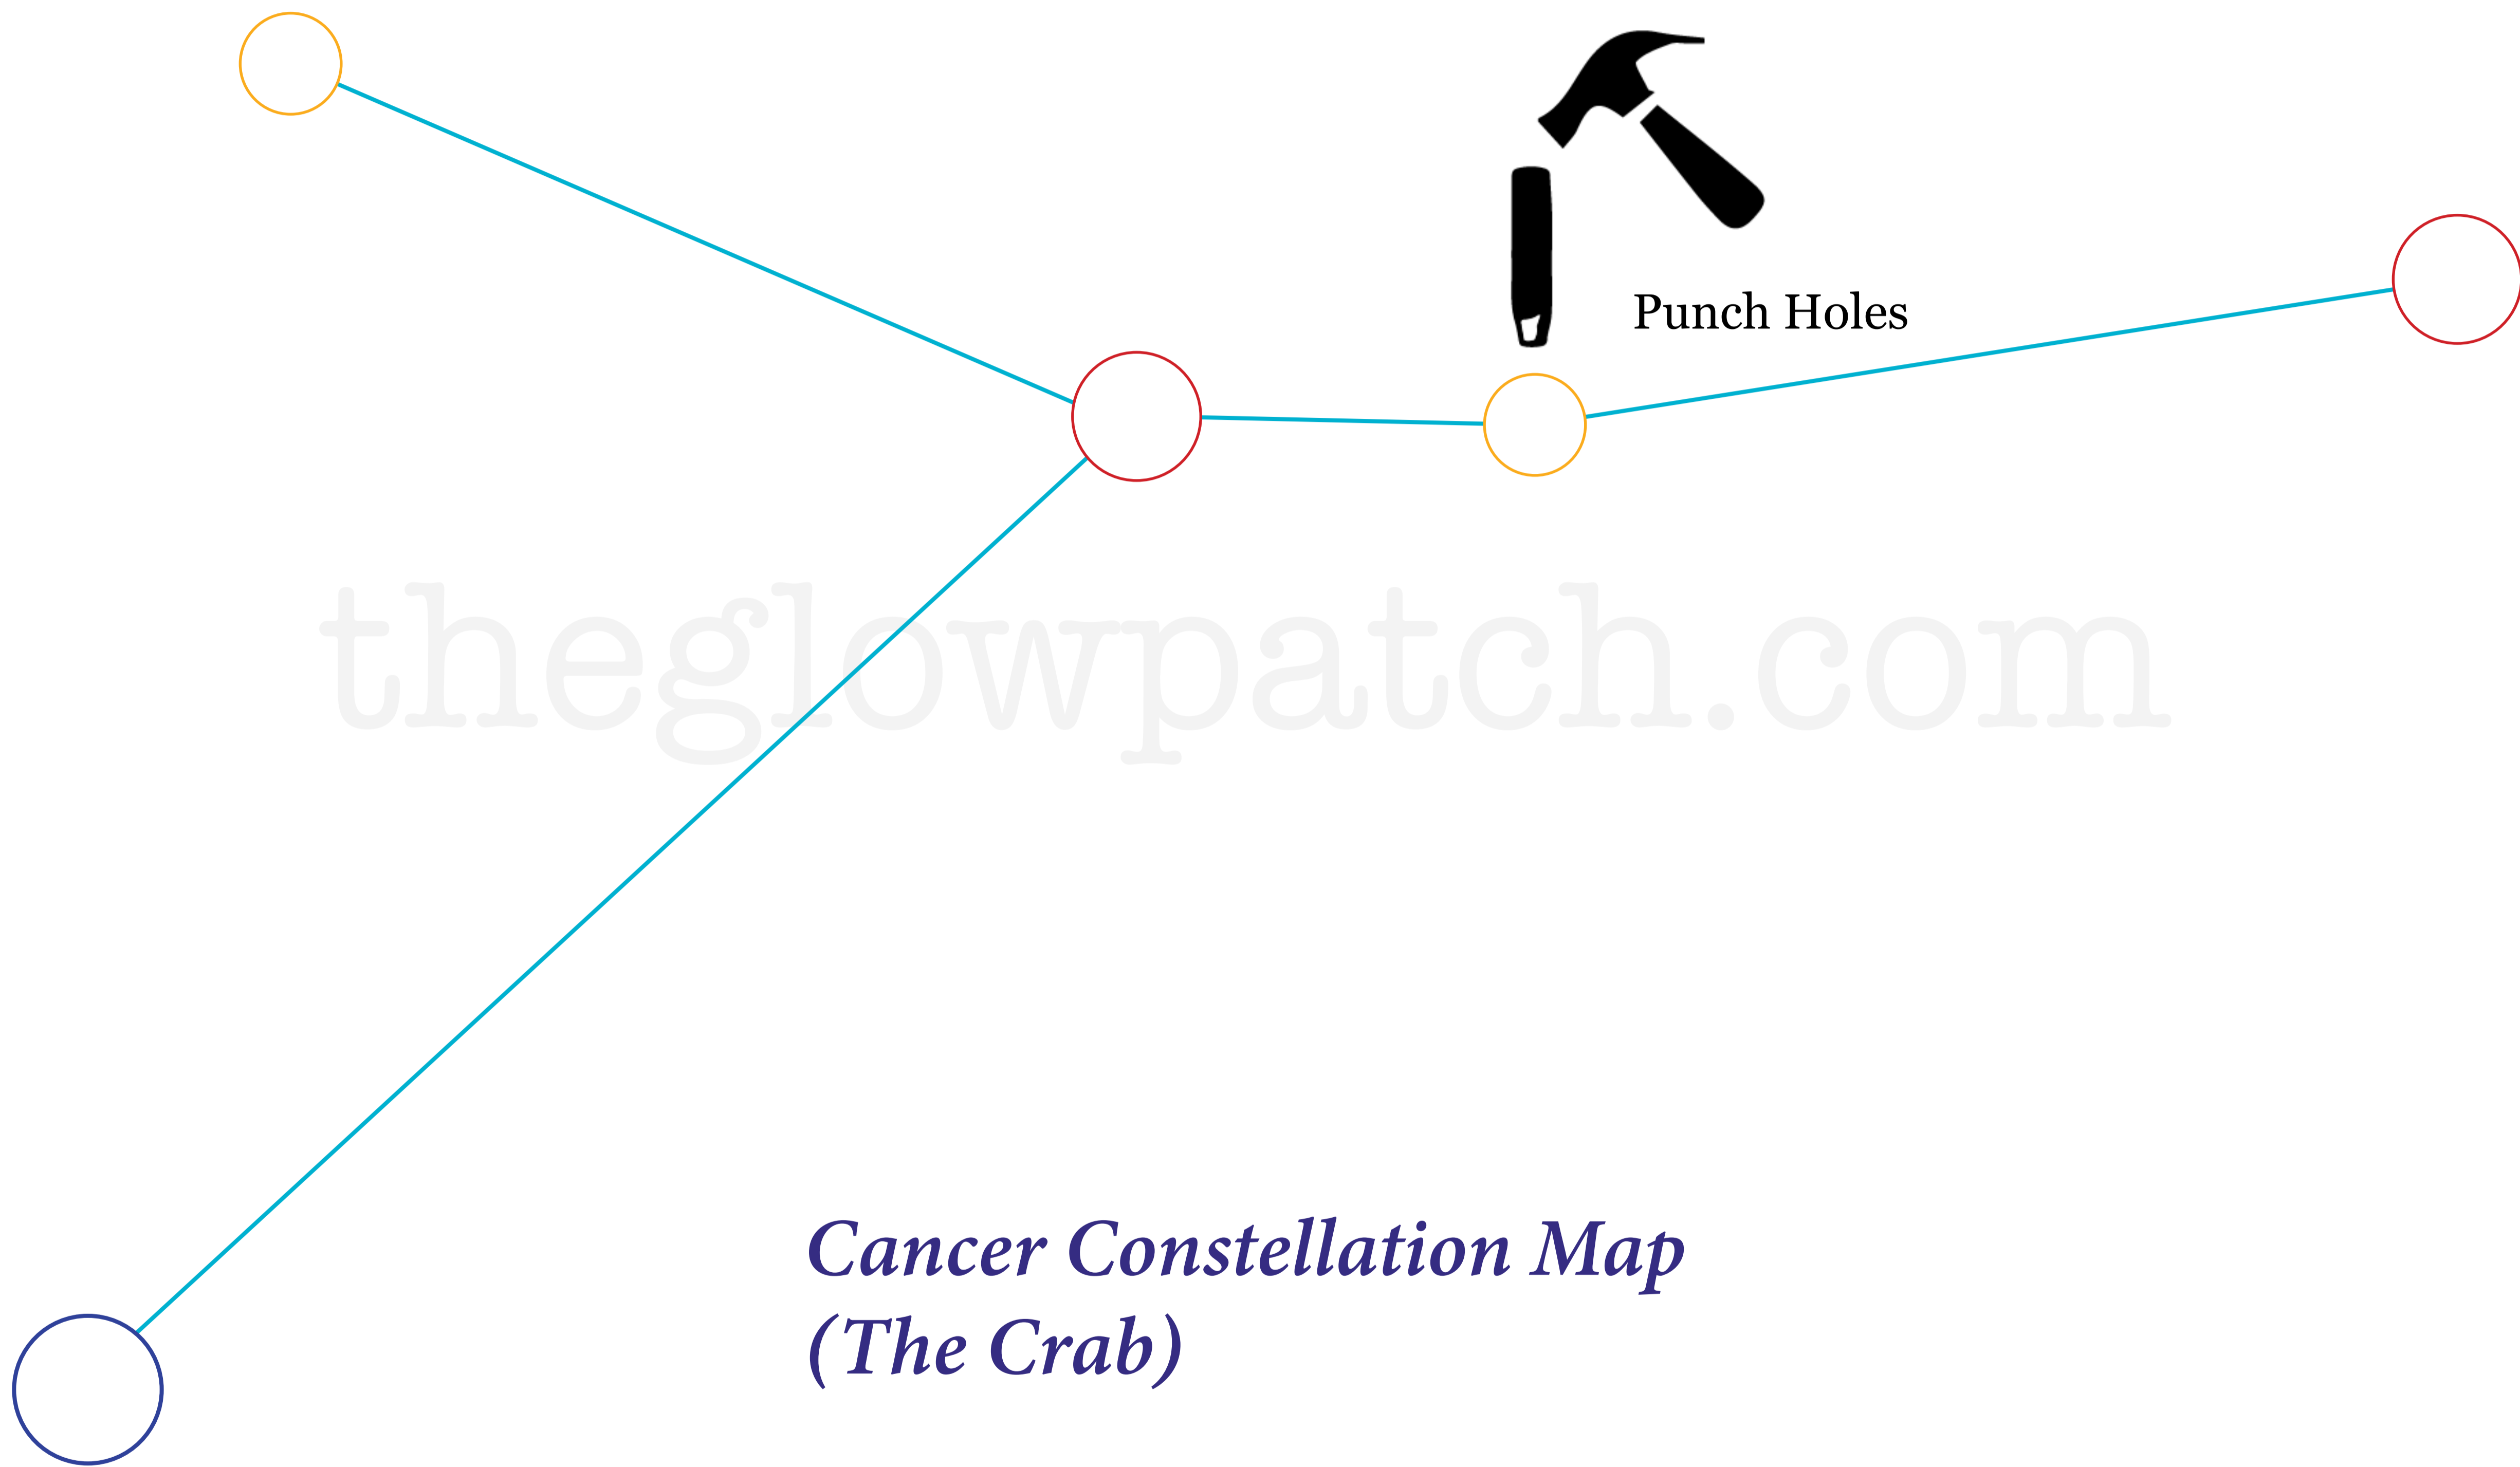 Punch Holes
theglowpatch.com
Cancer Constellation Map
(The Crab)